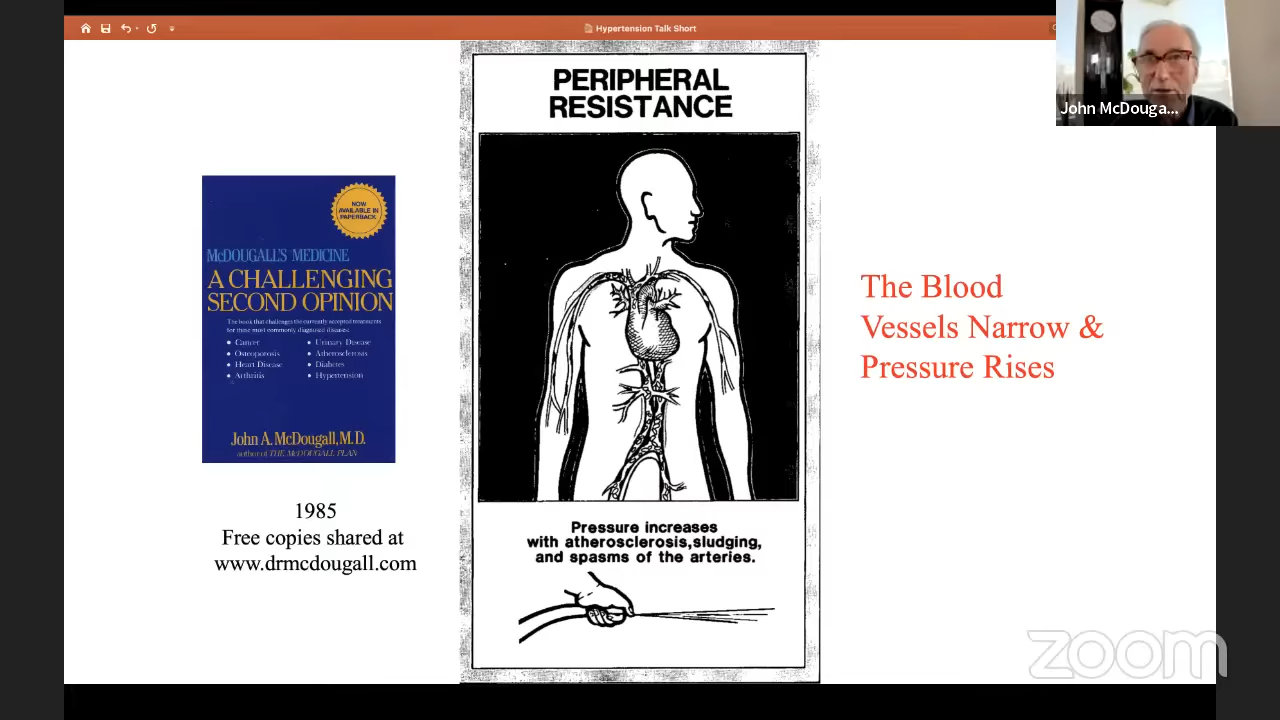 Hypertension Talk Short
John McDouga...
PERIPHERAL
RESISTANCE
NOW
AVAILABLE IN
PAPERBACK
McDOUGALL'S MEDICINE
A CHALLENGING
SECOND OPINION
The book that challenges the currently accepted treatments
for these most commonly diagnosed diseases:
• Cancer
• Osteoporosis
• Heart Disease
• Arthritis
• Urinary Disease
• Atherosclerosis
• Diabetes
• Hypertension
John A. McDougall, M.D.
author of THE McDOUGALL PLAN
1985
Free copies shared at
www.drmcdougall.com
The Blood
Vessels Narrow &
Pressure Rises
Pressure increases
with atherosclerosis,sludging,
and spasms of the arteries.
zoom